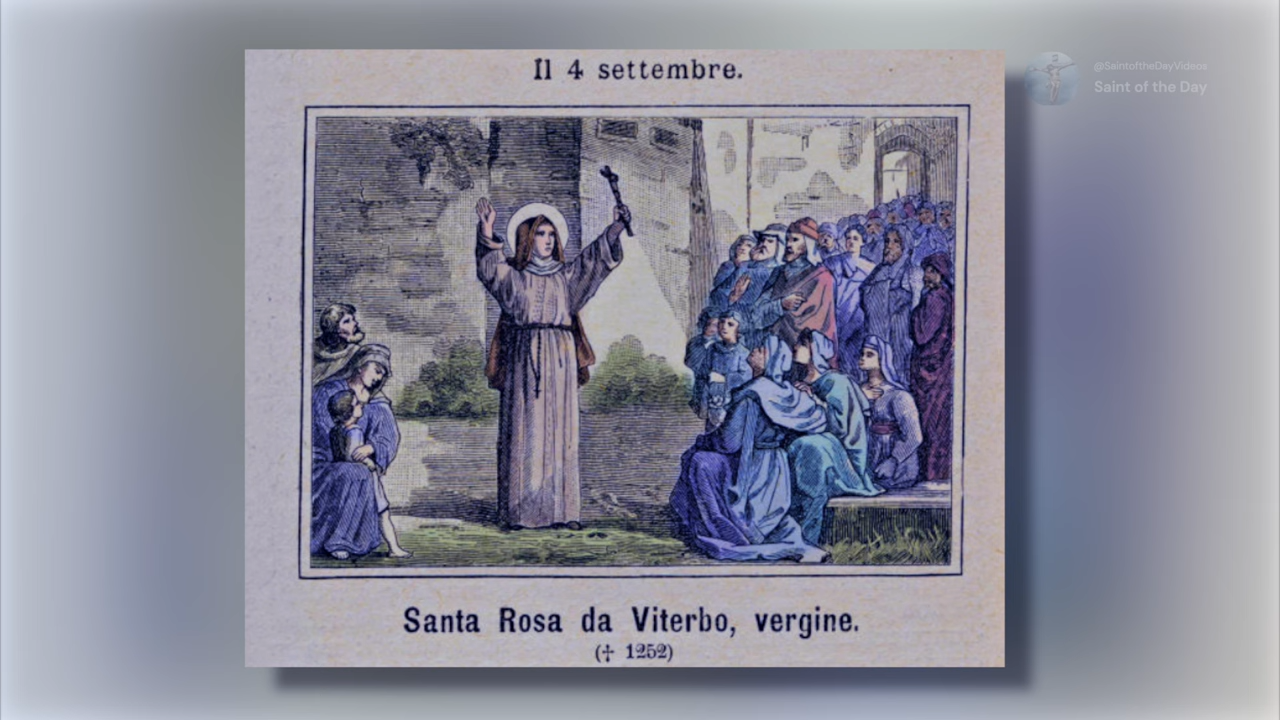 Il 4 settembre.
@SaintoftheDayVideos
Saint of the Day
Santa Rosa da Viterbo, vergine.
(† 1252)